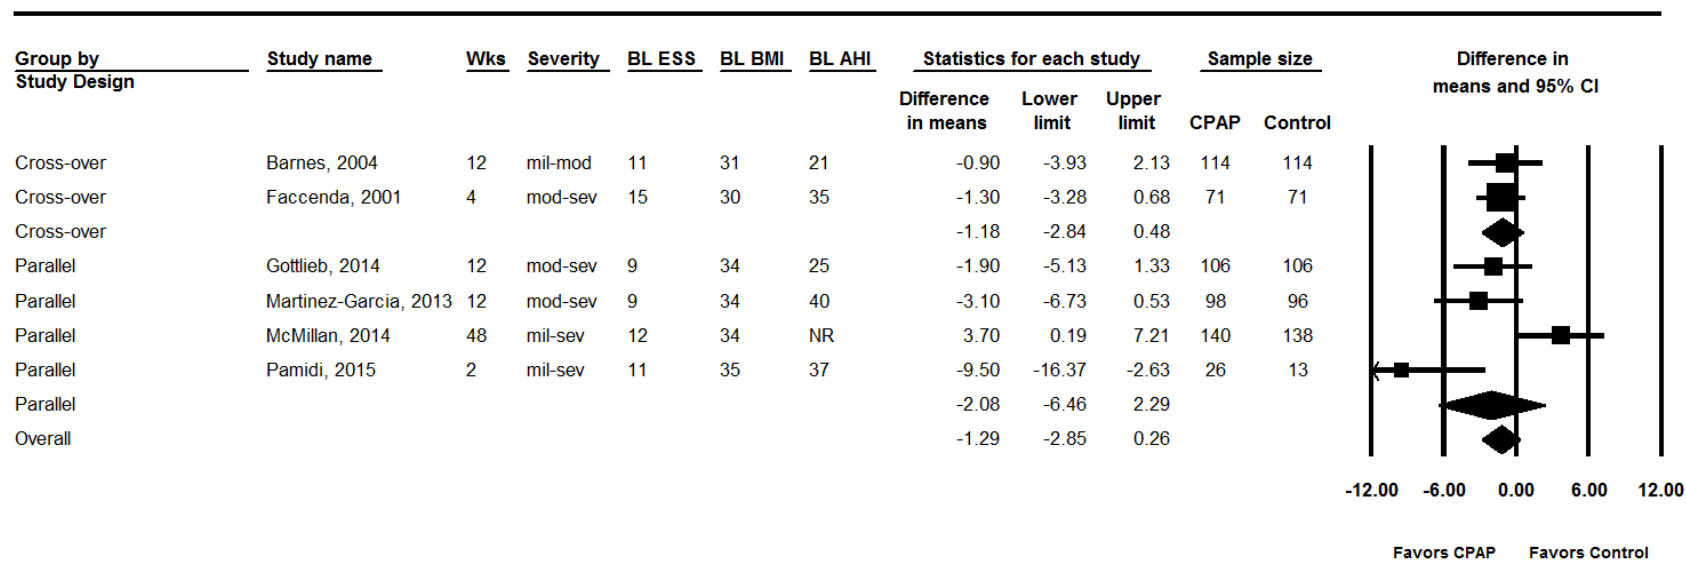 Group by Study name Wks Severity BL ESS BL BMI BL AHI Statistics for each study Sample size Difference in
Study Design means and 95% CI
Difference Lower Upper
in means limit limit CPAP Control
Cross-over Barnes, 2004 12 mil-mod 11 31 21 -0.90 -3.93 2.13 114 114
Cross-over Faccenda, 2001 4 mod-sev 15 30 35 -1.30 -3.28 0.68 71 71
Cross-over -1.18 -2.84 0.48
Parallel Gottlieb, 2014 12 mod-sev 9 34 25 -1.90 -5.13 1.33 106 106
Parallel Martinez-Garcia, 2013 12 mod-sev 9 34 40 -3.10 -6.73 0.53 98 96
Parallel McMillan, 2014 48 mil-sev 12 34 NR 3.70 0.19 7.21 140 138
Parallel Pamidi, 2015 2 mil-sev 11 35 37 -9.50 -16.37 -2.63 26 13
Parallel -2.08 -6.46 2.29
Overall -1.29 -2.85 0.26
-12.00 -6.00 0.00 6.00 12.00
Favors CPAP Favors Control